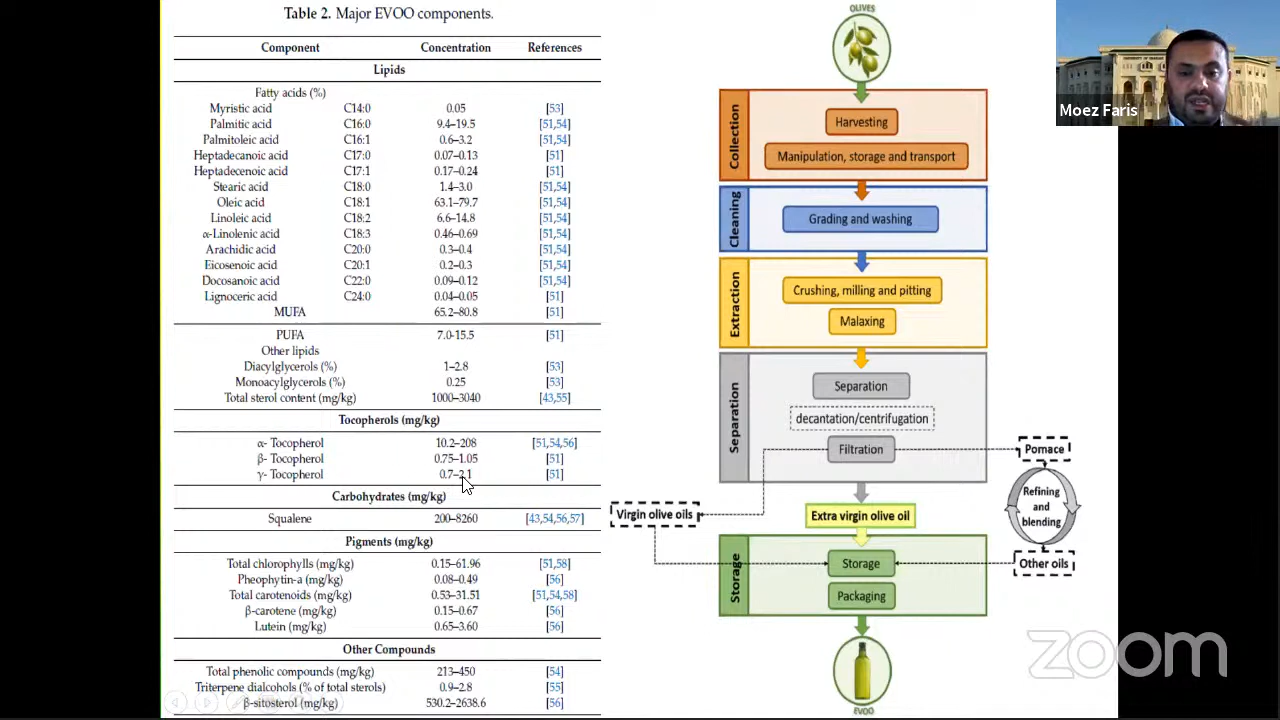 Table 2. Major EVOO components.
Component Concentration References
Lipids
Fatty acids (%)
Myristic acid C14:0 0.05 [53]
Palmitic acid C16:0 9.4–19.5 [51,54]
Palmitoleic acid C16:1 0.6–3.2 [51,54]
Heptadecanoic acid C17:0 0.07–0.13 [51]
Heptadecenoic acid C17:1 0.17–0.24 [51]
Stearic acid C18:0 1.4–3.0 [51,54]
Oleic acid C18:1 63.1–79.7 [51,54]
Linoleic acid C18:2 6.6–14.8 [51,54]
α-Linolenic acid C18:3 0.46–0.69 [51,54]
Arachidic acid C20:0 0.3–0.4 [51,54]
Eicosenoic acid C20:1 0.2–0.3 [51,54]
Docosanoic acid C22:0 0.09–0.12 [51,54]
Lignoceric acid C24:0 0.04–0.05 [51]
MUFA 65.2–80.8 [51]
PUFA 7.0-15.5 [51]
Other lipids
Diacylglycerols (%) 1–2.8 [53]
Monoacylglycerols (%) 0.25 [53]
Total sterol content (mg/kg) 1000–3040 [43,55]
Tocopherols (mg/kg)
α- Tocopherol 10.2–208 [51,54,56]
β- Tocopherol 0.75–1.05 [51]
γ- Tocopherol 0.7–2.1 [51]
Carbohydrates (mg/kg)
Squalene 200–8260 [43,54,56,57]
Pigments (mg/kg)
Total chlorophylls (mg/kg) 0.15–61.96 [51,58]
Pheophytin-a (mg/kg) 0.08–0.49 [56]
Total carotenoids (mg/kg) 0.53–31.51 [51,54,58]
β-carotene (mg/kg) 0.15–0.67 [56]
Lutein (mg/kg) 0.65–3.60 [56]
Other Compounds
Total phenolic compounds (mg/kg) 213–450 [54]
Triterpene dialcohols (% of total sterols) 0.9–2.8 [55]
β-sitosterol (mg/kg) 530.2–2638.6 [56]
OLIVES
Collection
Harvesting
Manipulation, storage and transport
Cleaning
Grading and washing
Extraction
Crushing, milling and pitting
Malaxing
Separation
Separation
decantation/centrifugation
Filtration
Pomace
Refining
and
blending
Other oils
Virgin olive oils
Extra virgin olive oil
Storage
Storage
Packaging
EVOO
Moez Faris
zoom